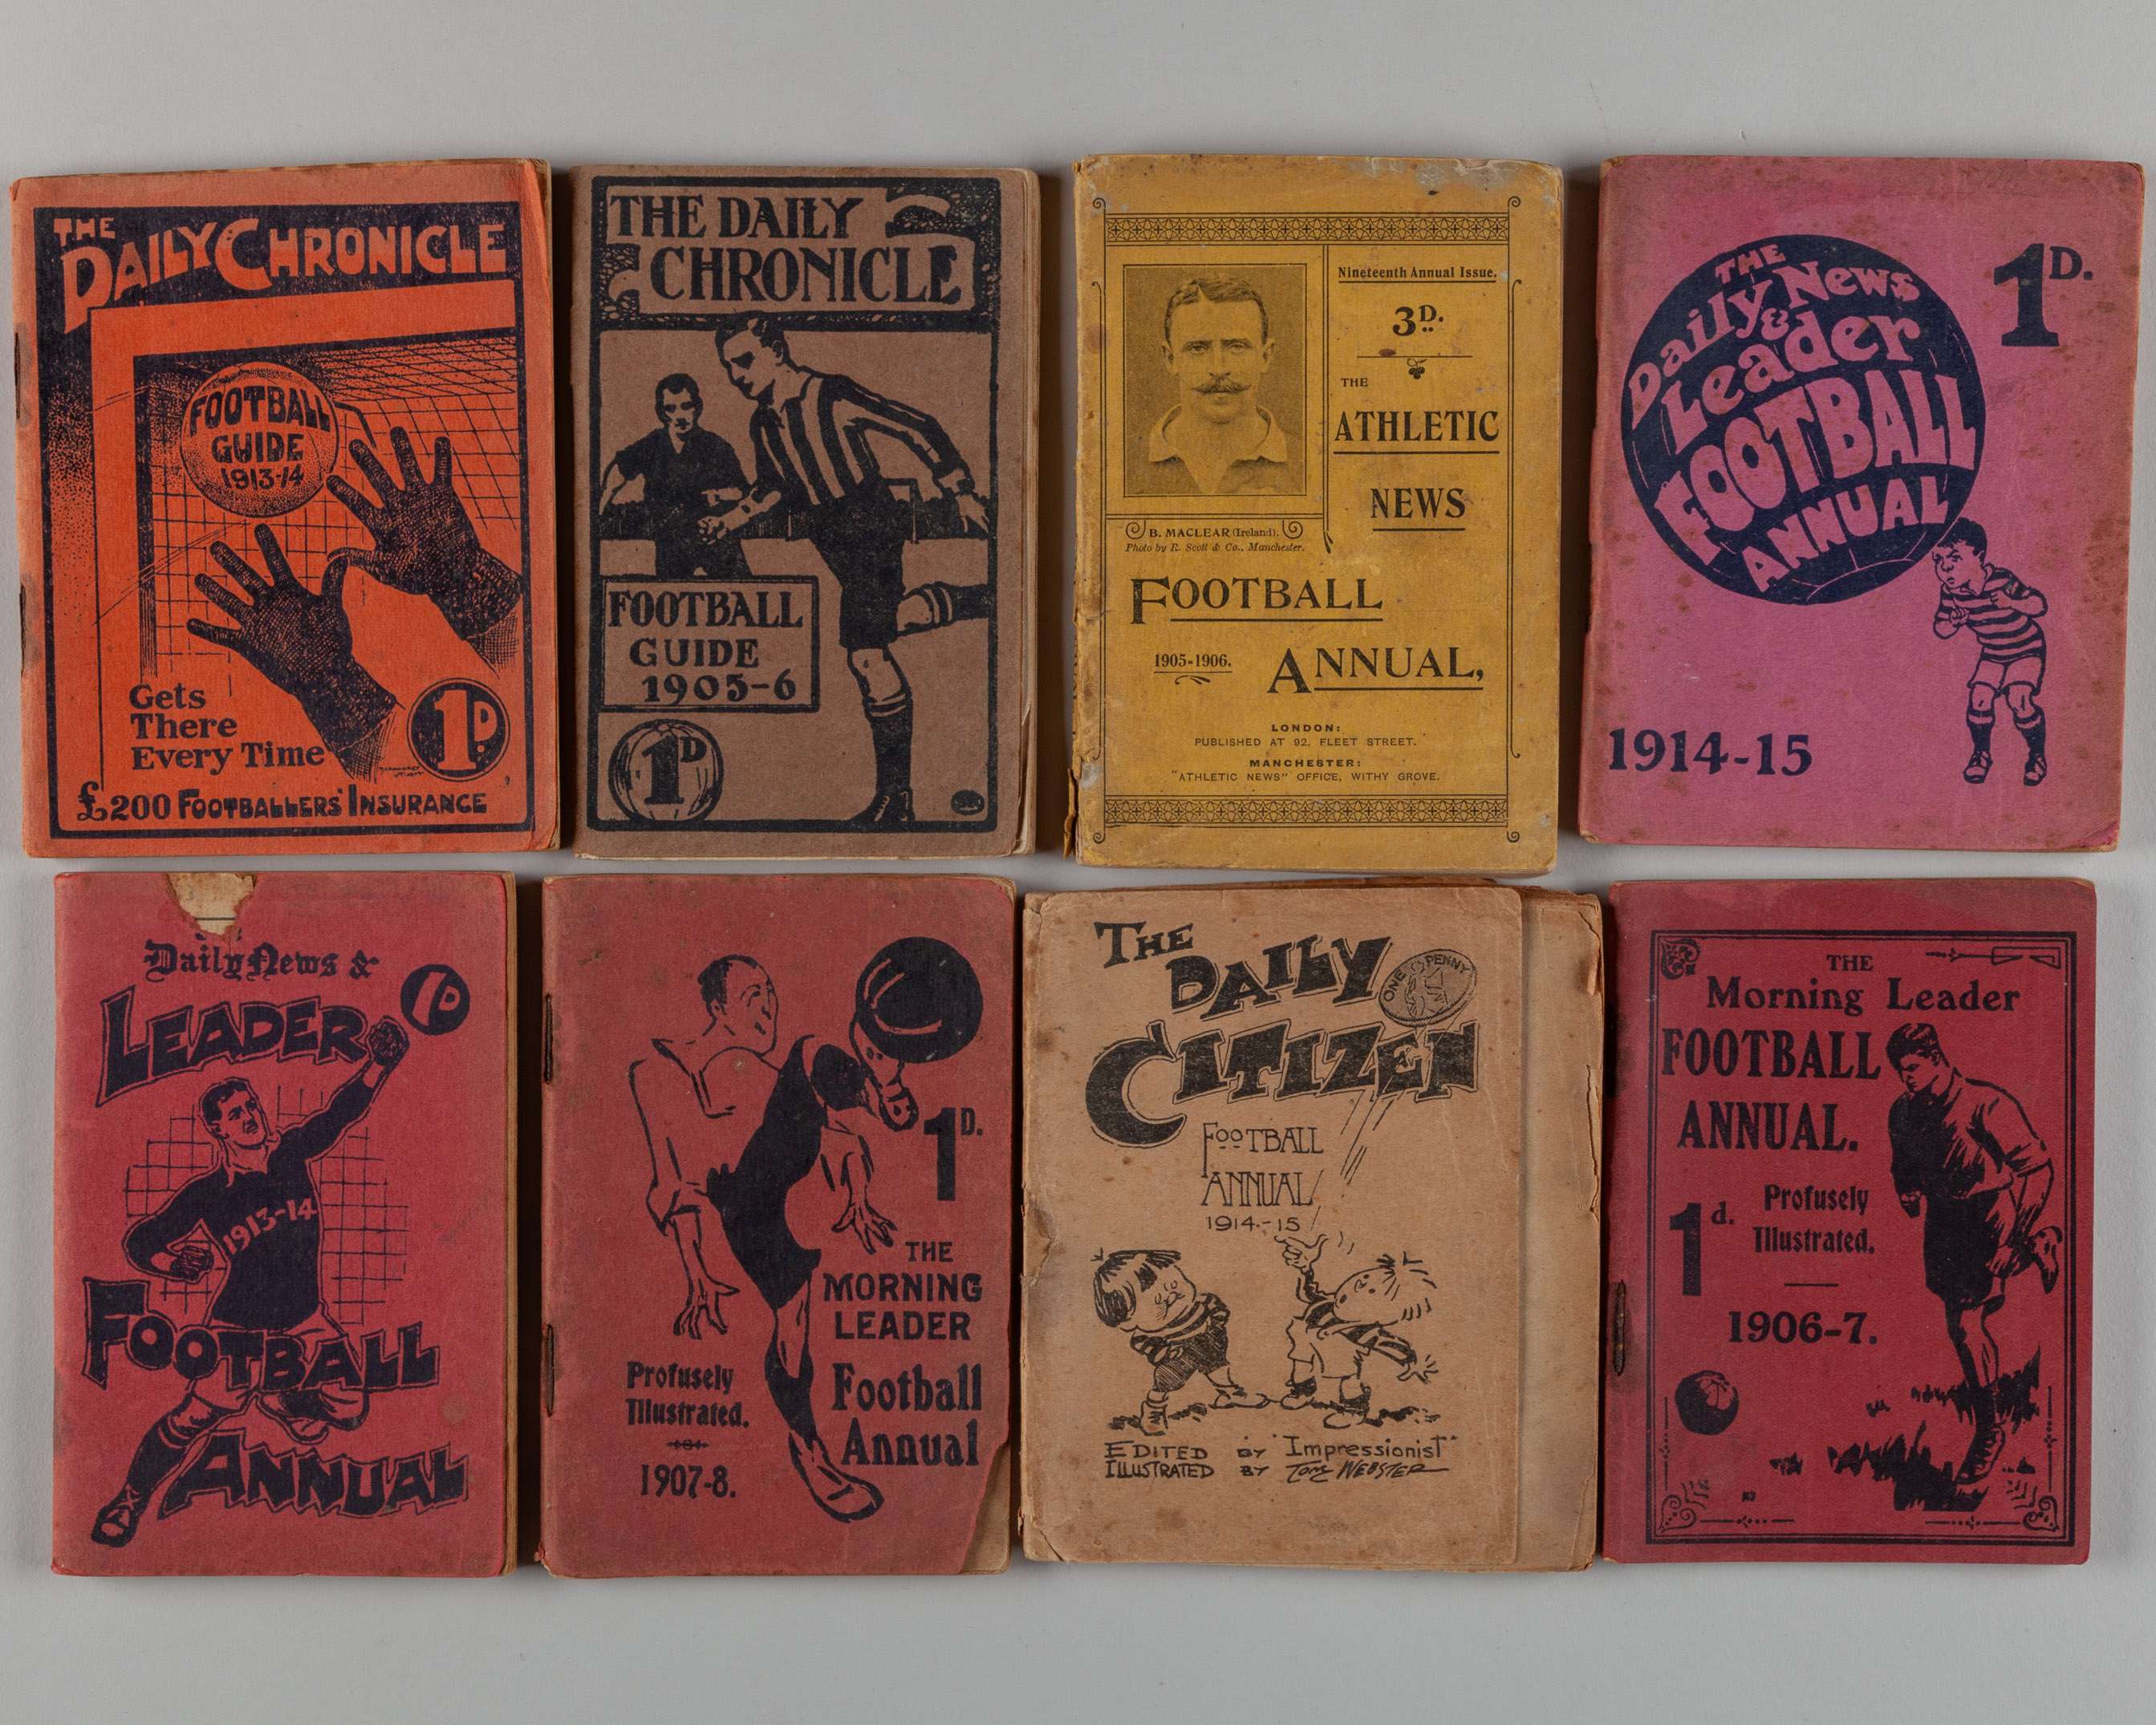 THE
DAILY CHRONICLE
FOOTBALL
GUIDE
1913-14
Gets
There
Every Time
1D.
£200 FOOTBALLERS' INSURANCE
THE DAILY
CHRONICLE
FOOTBALL
GUIDE
1905-6
1D
Nineteenth Annual Issue.
3D.
THE
ATHLETIC
NEWS
B. MACLEAR (Ireland).
Photo by R. Scott & Co., Manchester.
FOOTBALL
1905-1906.
ANNUAL,
LONDON:
PUBLISHED AT 92, FLEET STREET.
MANCHESTER:
"ATHLETIC NEWS" OFFICE, WITHY GROVE.
THE
Daily News
&
Leader
FOOTBALL
ANNUAL
1D.
1914-15
Daily News &
LEADER
1D
1913-14
FOOTBALL
ANNUAL
1D.
THE
MORNING
LEADER
Football
Annual
Profusely
Illustrated.
1907-8.
THE
DAILY
ONE PENNY
CITIZEN
FOOTBALL
ANNUAL
1914-15
EDITED BY "Impressionist"
ILLUSTRATED BY TOM WEBSTER
THE
Morning Leader
FOOTBALL
ANNUAL.
1d.
Profusely
Illustrated.
1906-7.